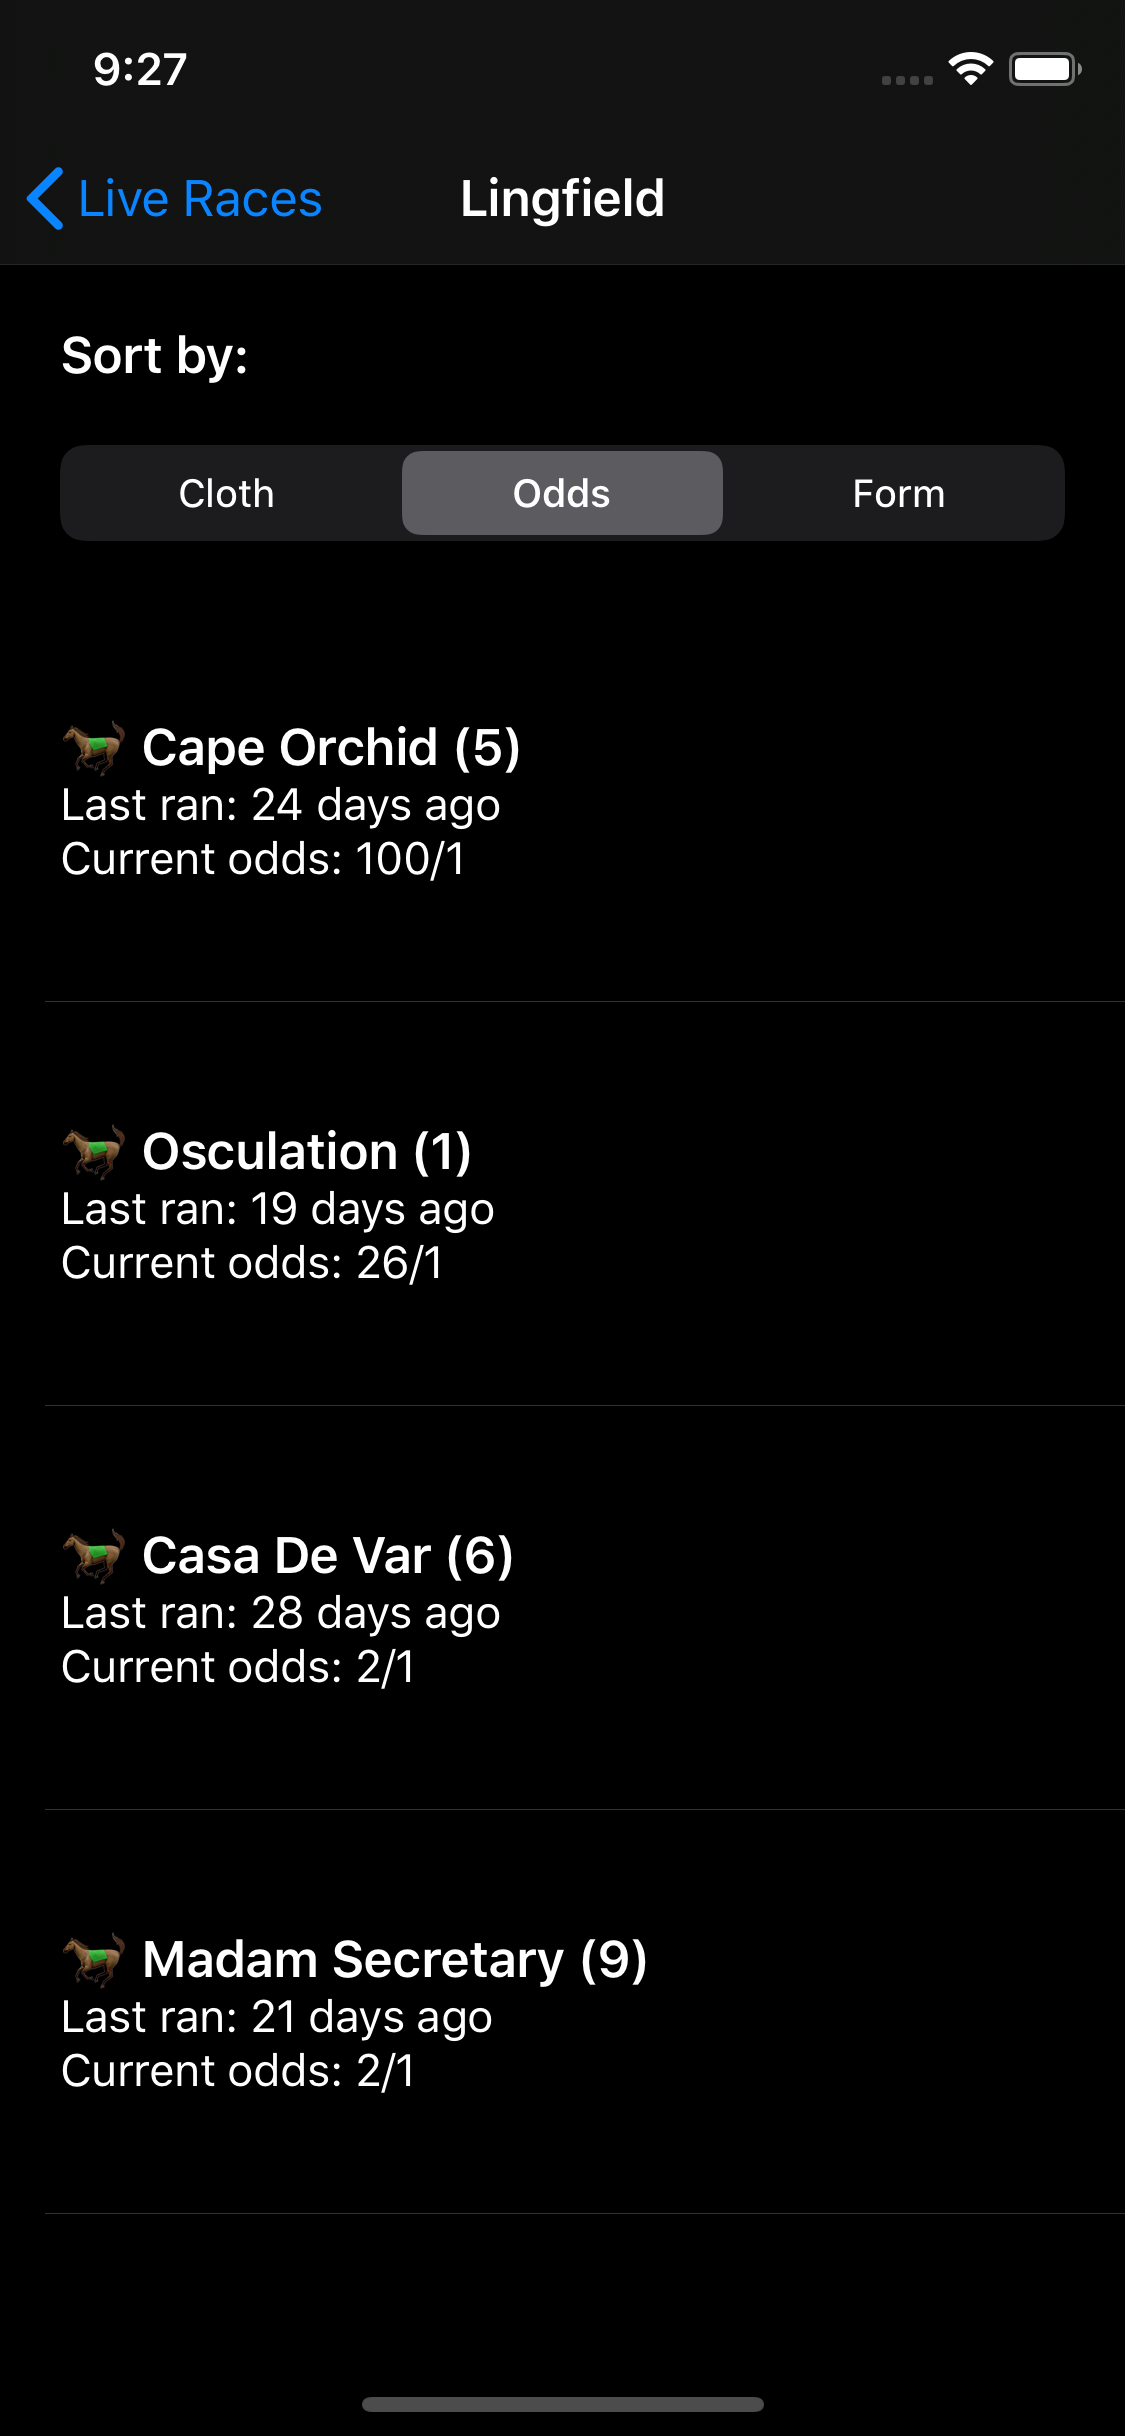 9:27
Live Races
Lingfield
Sort by:
Cloth Odds Form
Cape Orchid (5)
Last ran: 24 days ago
Current odds: 100/1
Osculation (1)
Last ran: 19 days ago
Current odds: 26/1
Casa De Var (6)
Last ran: 28 days ago
Current odds: 2/1
Madam Secretary (9)
Last ran: 21 days ago
Current odds: 2/1